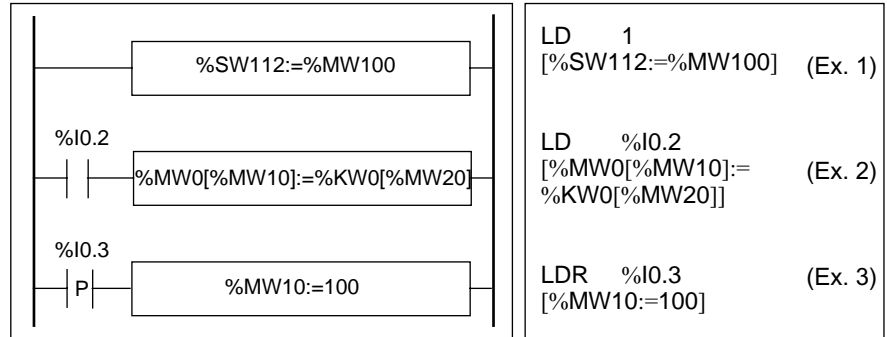 %SW112:=%MW100
%I0.2
%MW0[%MW10]:=%KW0[%MW20]
%I0.3
P
%MW10:=100
LD 1
[%SW112:=%MW100] (Ex. 1)
LD %I0.2
[%MW0[%MW10]:= (Ex. 2)
%KW0[%MW20]]
LDR %I0.3 (Ex. 3)
[%MW10:=100]